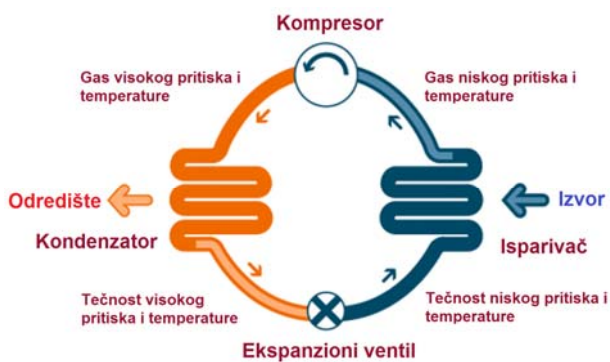 Kompresor
Gas visokog pritiska i
temperature
Gas niskog pritiska i
temperature
Odredište
Izvor
Kondenzator
Isparivač
Tečnost visokog
pritiska i temperature
Tečnost niskog pritiska i
temperature
Ekspanzioni ventil